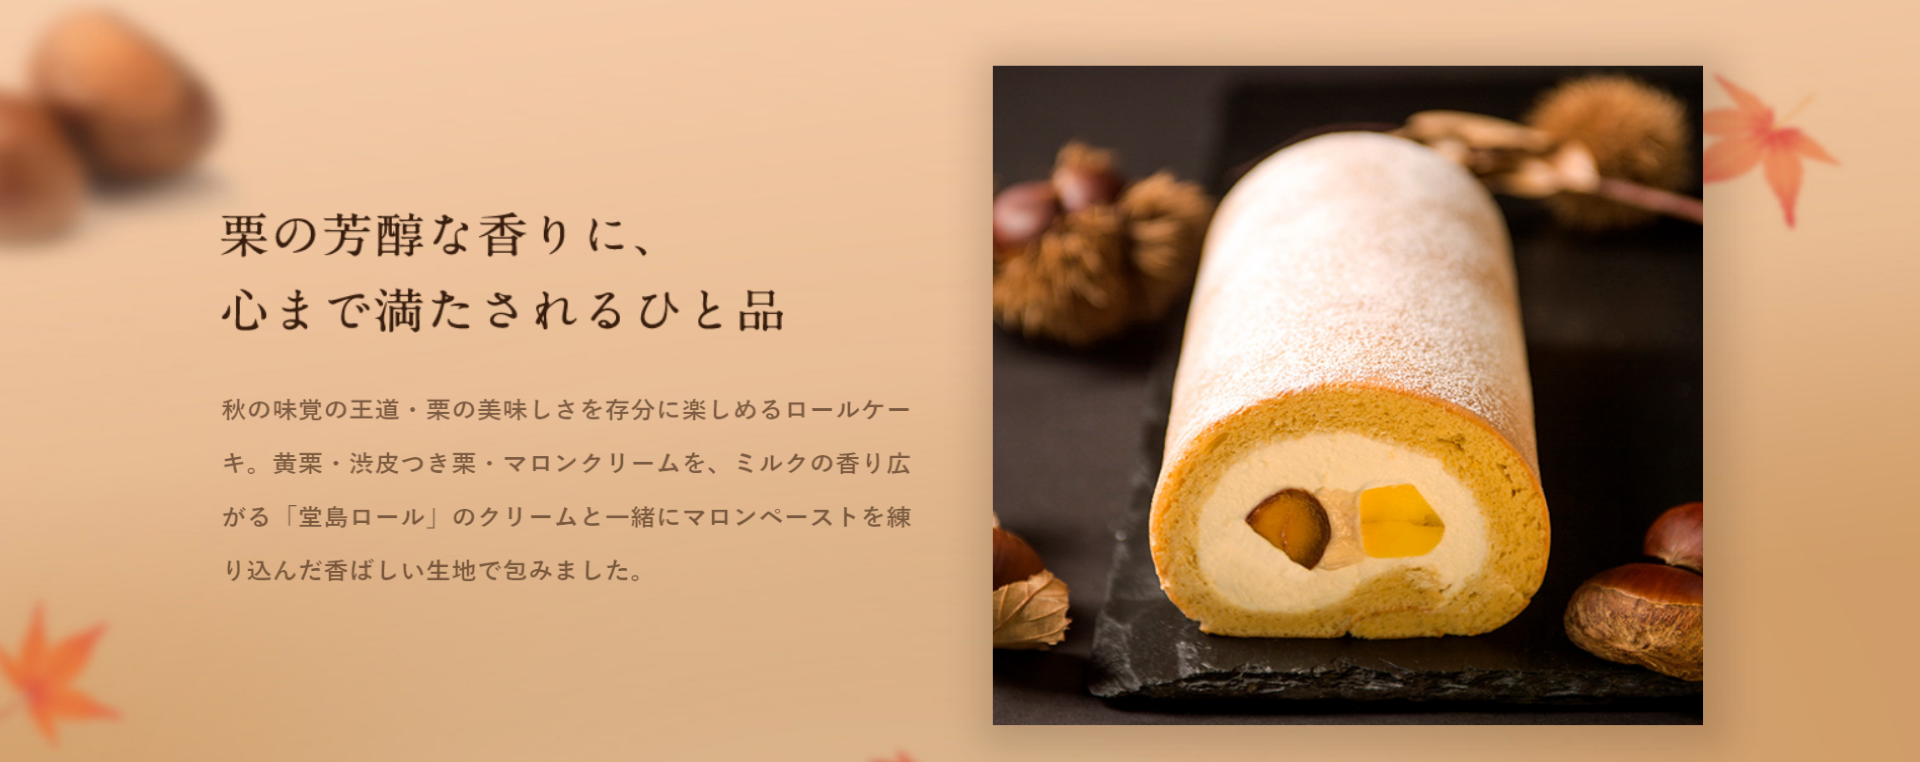 栗の芳醇な香りに、
心まで満たされるひと品
秋の味覚の王道・栗の美味しさを存分に楽しめるロールケー
キ。黄栗・渋皮つき栗・マロンクリームを、ミルクの香り広
がる「堂島ロール」のクリームと一緒にマロンペーストを練
り込んだ香ばしい生地で包みました。